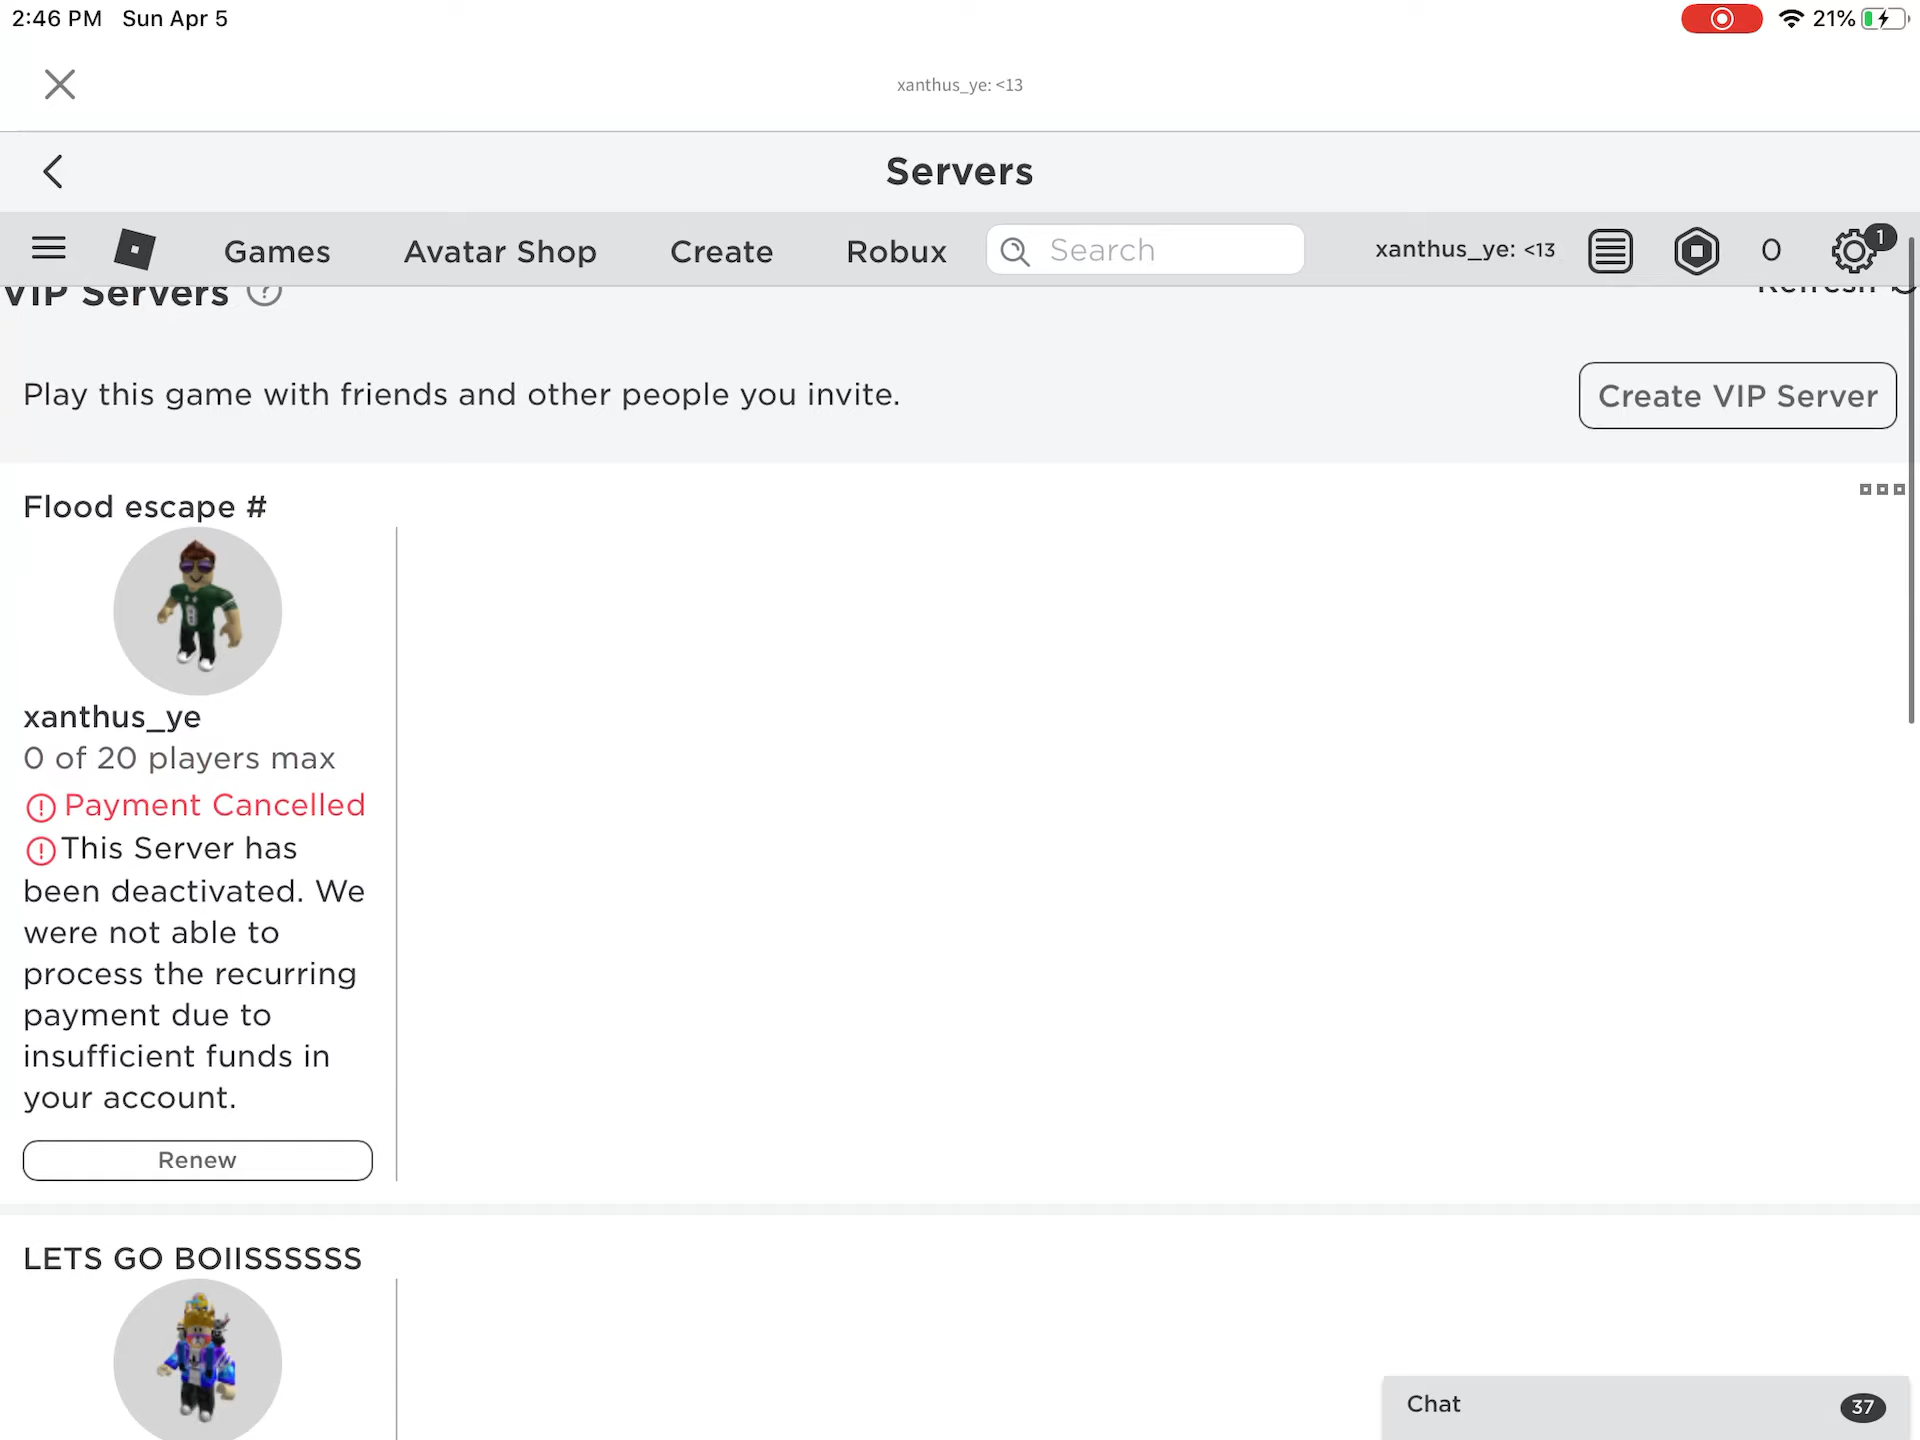 2:46 PM Sun Apr 5
21%
xanthus_ye: <13
Servers
Games Avatar Shop Create Robux Search xanthus_ye: <13 0 1
VIP Servers ? Refresh
Play this game with friends and other people you invite.
Create VIP Server
Flood escape #
8
xanthus_ye
0 of 20 players max
Payment Cancelled
This Server has
been deactivated. We
were not able to
process the recurring
payment due to
insufficient funds in
your account.
Renew
LETS GO BOIISSSSSS
Chat 37